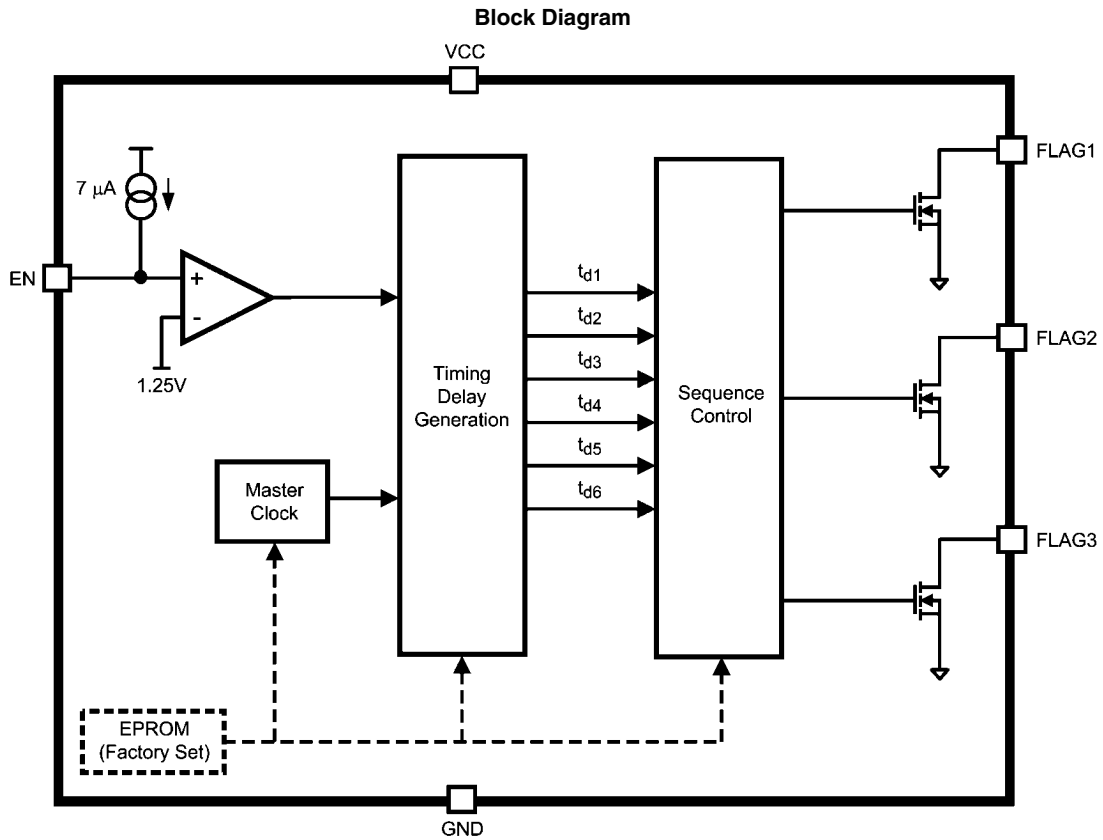 Block Diagram
VCC
FLAG1
7 μA
EN
+
-
1.25V
Timing
Delay
Generation
td1
td2
td3
td4
td5
td6
Sequence
Control
FLAG2
Master
Clock
FLAG3
EPROM
(Factory Set)
GND